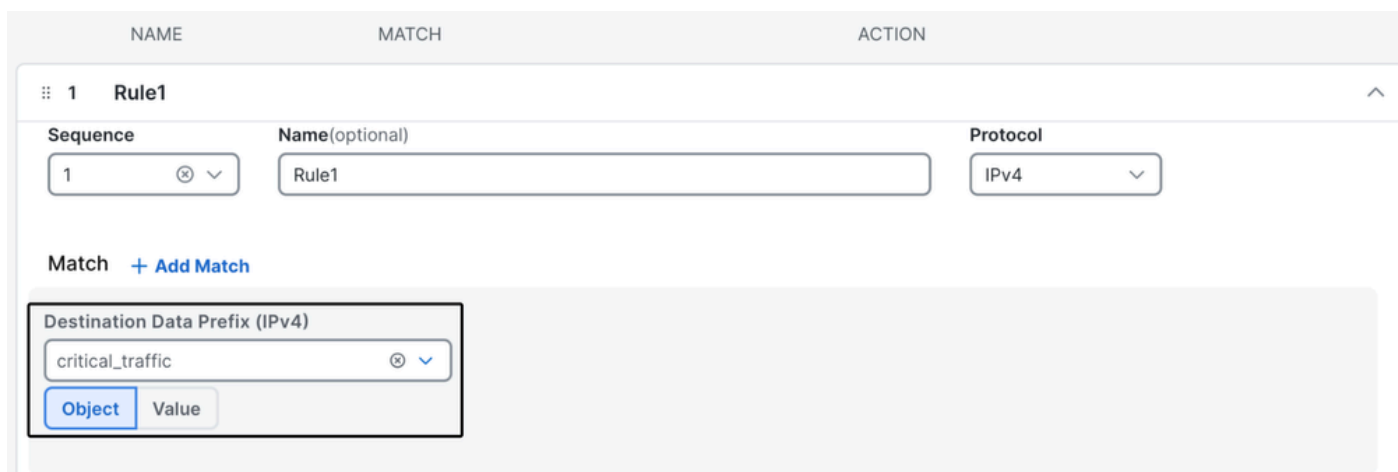 NAME MATCH ACTION
1 Rule1
Sequence Name(optional) Protocol
1 Rule1 IPv4
Match + Add Match
Destination Data Prefix (IPv4)
critical_traffic
Object Value